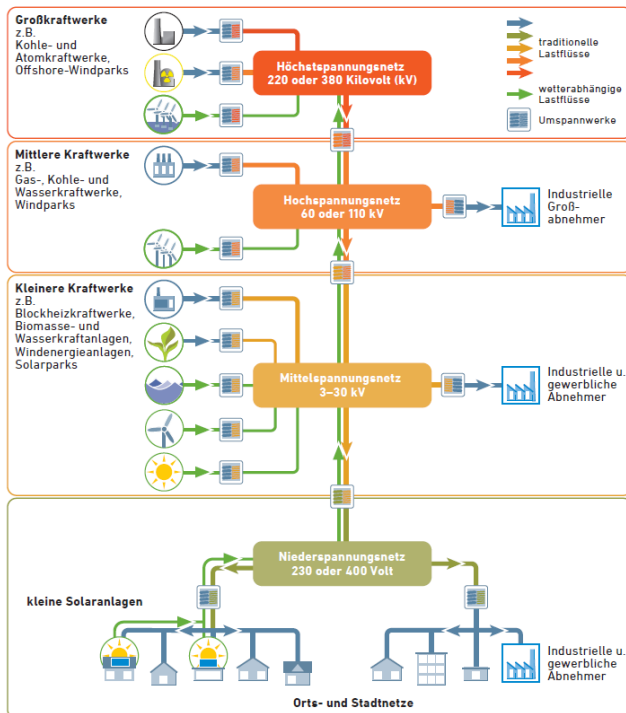 Großkraftwerke
z.B.
Kohle- und
Atomkraftwerke,
Offshore-Windparks
Höchstspannungsnetz
220 oder 380 Kilovolt (kV)
traditionelle
Lastflüsse
wetterabhängige
Lastflüsse
Umspannwerke
Mittlere Kraftwerke
z.B.
Gas-, Kohle- und
Wasserkraftwerke,
Windparks
Hochspannungsnetz
60 oder 110 kV
Industrielle
Groß-
abnehmer
Kleinere Kraftwerke
z.B.
Blockheizkraftwerke,
Biomasse- und
Wasserkraftanlagen,
Windenergieanlagen,
Solarparks
Mittelspannungsnetz
3–30 kV
Industrielle u.
gewerbliche
Abnehmer
Niederspannungsnetz
230 oder 400 Volt
kleine Solaranlagen
Industrielle u.
gewerbliche
Abnehmer
Orts- und Stadtnetze